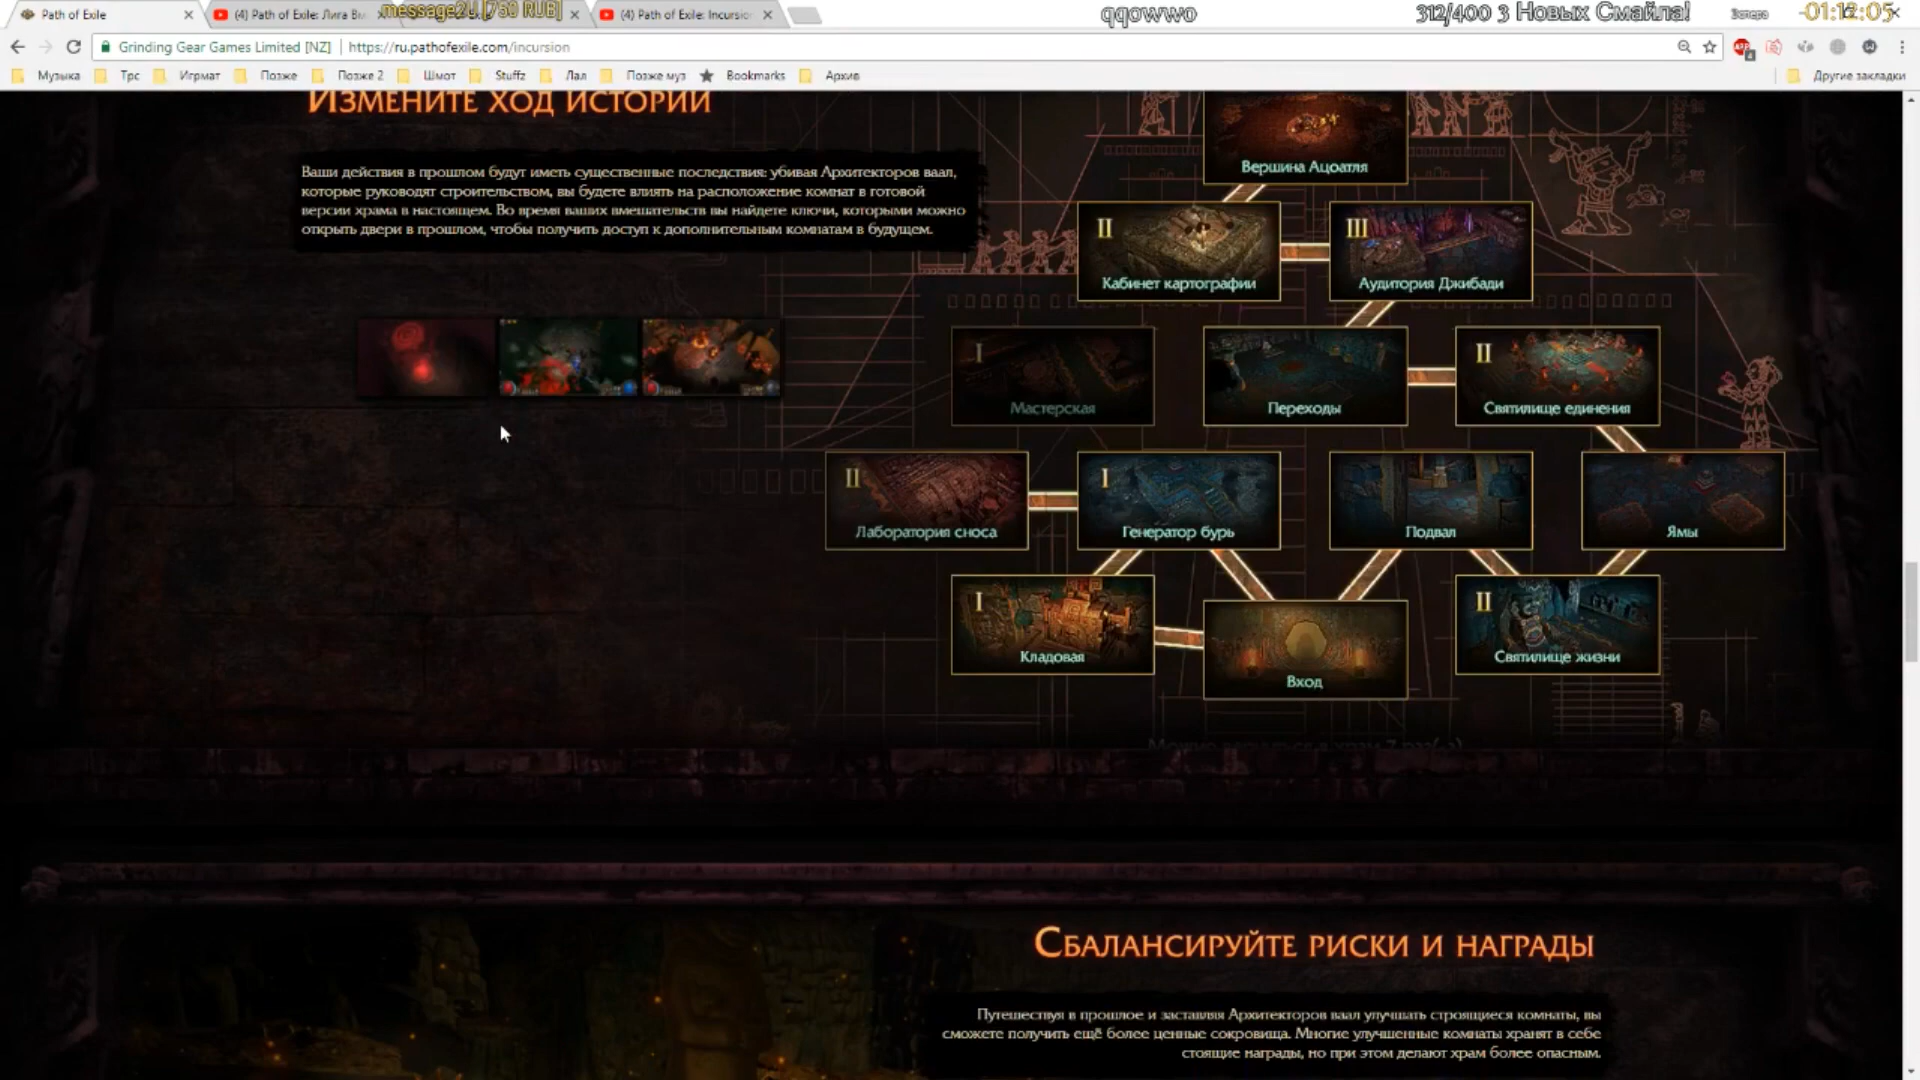 Path of Exile
(4) Path of Exile: Лига Вм
message20 [750 RUB]
(4) Path of Exile: Incursio
qqowwo
312/400 3 Новых Смайла!
-01:12:05
Grinding Gear Games Limited [NZ]
https://ru.pathofexile.com/incursion
Музыка
Трс
Игрмат
Позже
Позже 2
Шмот
Stuffz
Лал
Позже муз
Bookmarks
Архив
Другие закладки
Измените ход истории
Ваши действия в прошлом будут иметь существенные последствия: убивая Архитекторов ваал,
которые руководят строительством, вы будете влиять на расположение комнат в готовой
версии храма в настоящем. Во время ваших вмешательств вы найдете ключи, которыми можно
открыть двери в прошлом, чтобы получить доступ к дополнительным комнатам в будущем.
Вершина Ацоатля
II
Кабинет картографии
III
Аудитория Джибади
I
Мастерская
Переходы
II
Святилище единения
II
Лаборатория сноса
I
Генератор бурь
Подвал
Ямы
I
Кладовая
Вход
II
Святилище жизни
Сбалансируйте риски и награды
Путешествуя в прошлое и заставляя Архитекторов ваал улучшать строящиеся комнаты, вы
сможете получить ещё более ценные сокровища. Многие улучшенные комнаты хранят в себе
стоящие награды, но при этом делают храм более опасным.